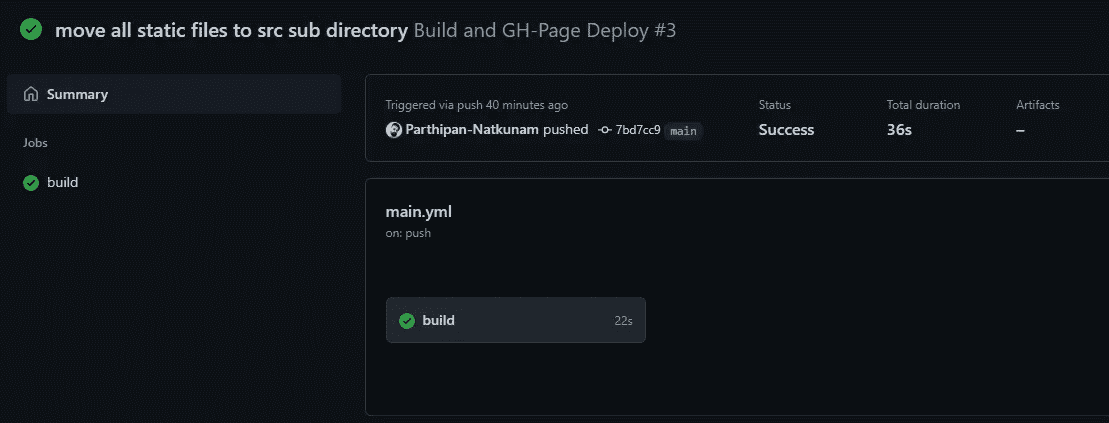 move all static files to src sub directory Build and GH-Page Deploy #3
Summary
Jobs
build
Triggered via push 40 minutes ago
Parthipan-Natkunam pushed 7bd7cc9 main
Status
Success
Total duration
36s
Artifacts
–
main.yml
on: push
build 22s